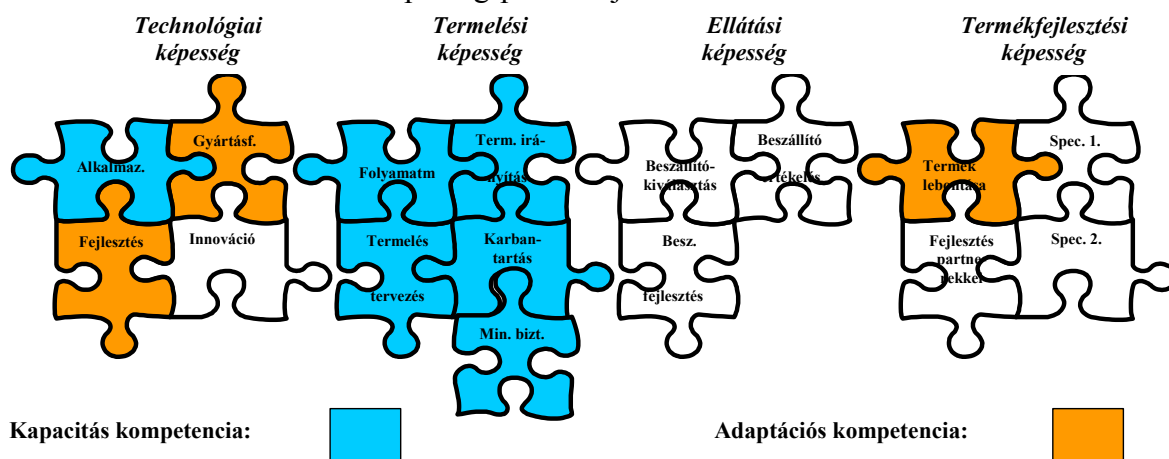 Technológiai
képesség
Termelési
képesség
Ellátási
képesség
Termékfejlesztési
képesség
Alkalmaz.
Gyártásf.
Fejlesztés
Innováció
Folyamatm
Term. irá-
nyítás
Termelés
tervezés
Karban-
tartás
Min. bizt.
Beszállító-
kiválasztás
Beszállító
értékelés
Besz.
fejlesztés
Termék
lebontása
Spec. 1.
Fejlesztés
partne
rekkel
Spec. 2.
Kapacitás kompetencia:
Adaptációs kompetencia: